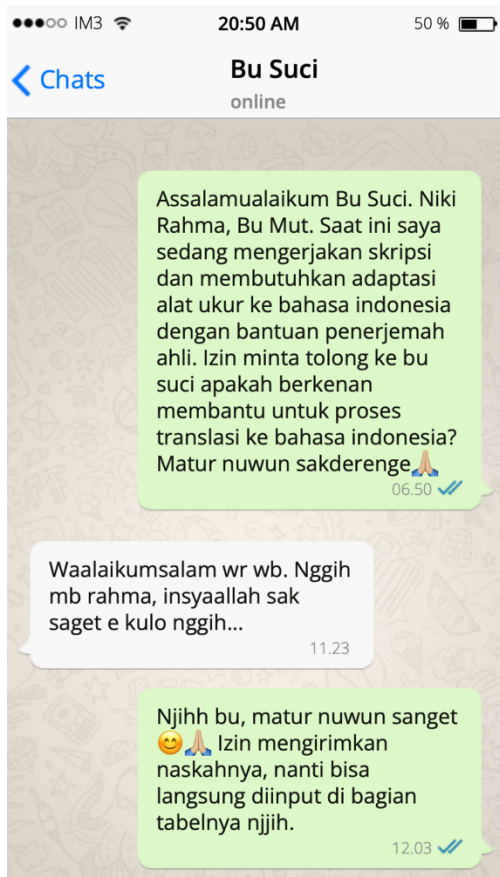 IM3 20:50 AM 50 %
Chats
Bu Suci
online
Assalamualaikum Bu Suci. Niki
Rahma, Bu Mut. Saat ini saya
sedang mengerjakan skripsi
dan membutuhkan adaptasi
alat ukur ke bahasa indonesia
dengan bantuan penerjemah
ahli. Izin minta tolong ke bu
suci apakah berkenan
membantu untuk proses
translasi ke bahasa indonesia?
Matur nuwun sakderenge🙏🏼
06.50
Waalaikumsalam wr wb. Nggih
mb rahma, insyaallah sak
saget e kulo nggih...
11.23
Njihh bu, matur nuwun sanget
😊🙏🏼 Izin mengirimkan
naskahnya, nanti bisa
langsung diinput di bagian
tabelnya njjih.
12.03